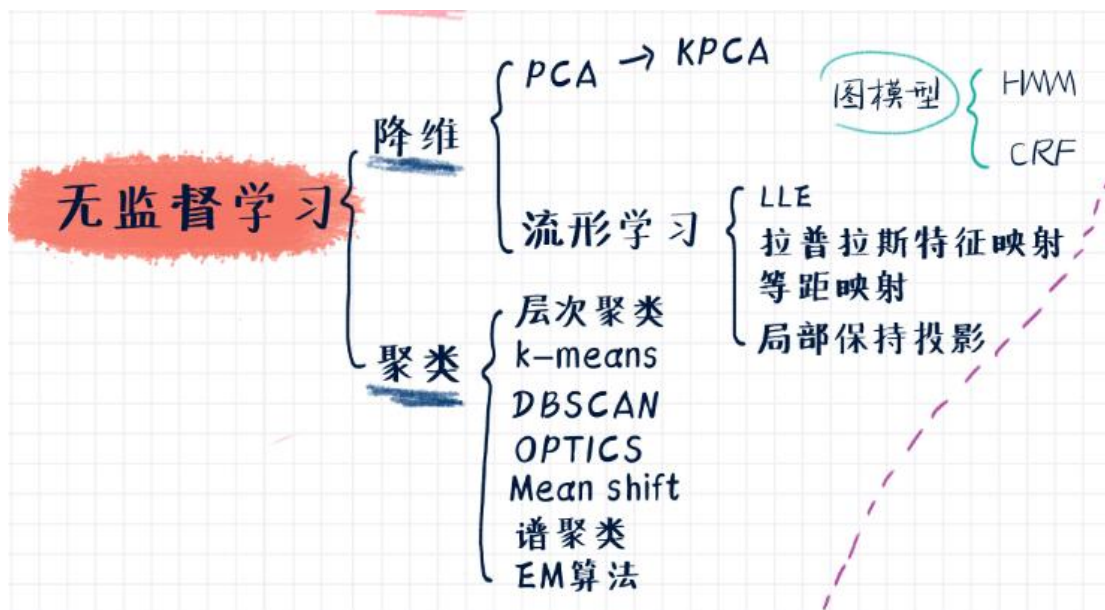 PCA → KPCA
图模型
HMM
CRF
降维
无监督学习
流形学习
LLE
拉普拉斯特征映射
等距映射
局部保持投影
聚类
层次聚类
k-means
DBSCAN
OPTICS
Mean shift
谱聚类
EM算法